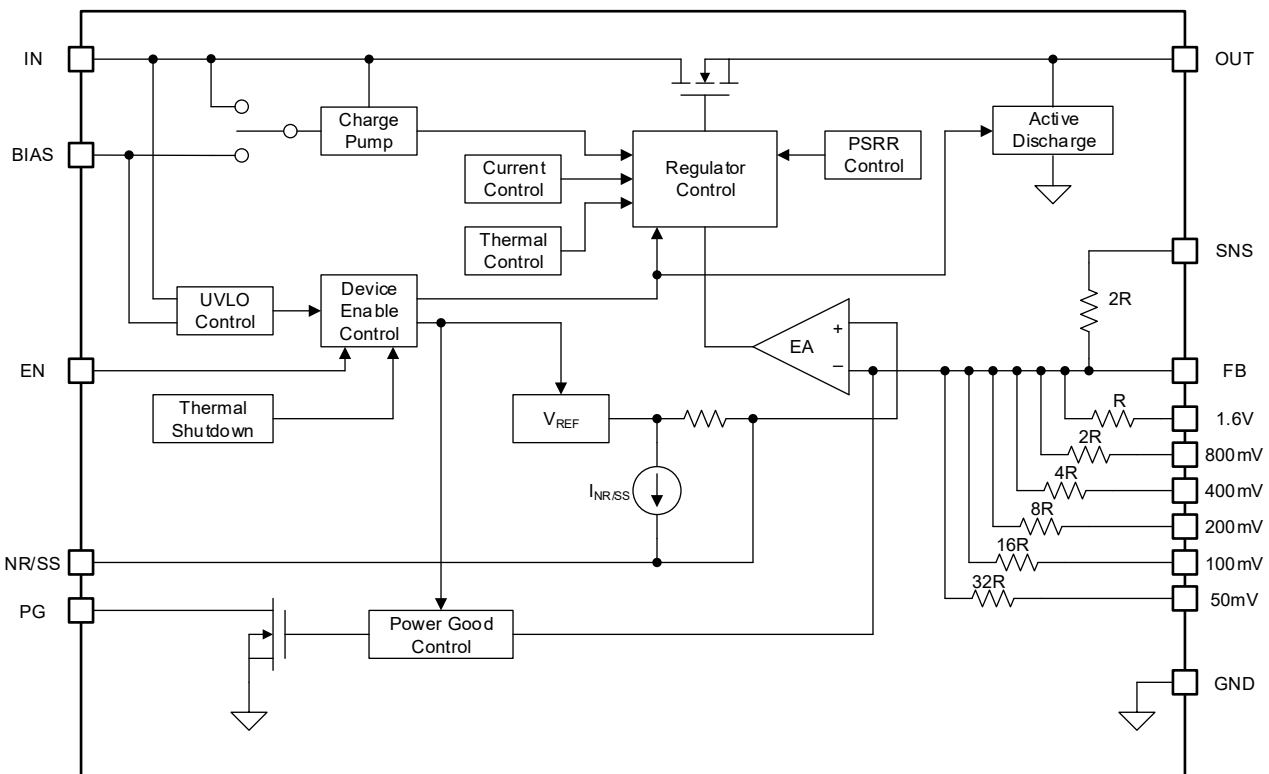 IN
OUT
Charge
Pump
Active
Discharge
BIAS
Current
Control
Regulator
Control
PSRR
Control
Thermal
Control
SNS
UVLO
Control
Device
Enable
Control
2R
EA
+
–
EN
FB
Thermal
Shutdown
VREF
R
1.6V
2R
800mV
INR/SS
4R
400mV
8R
200mV
NR/SS
16R
100mV
PG
32R
50mV
Power Good
Control
GND